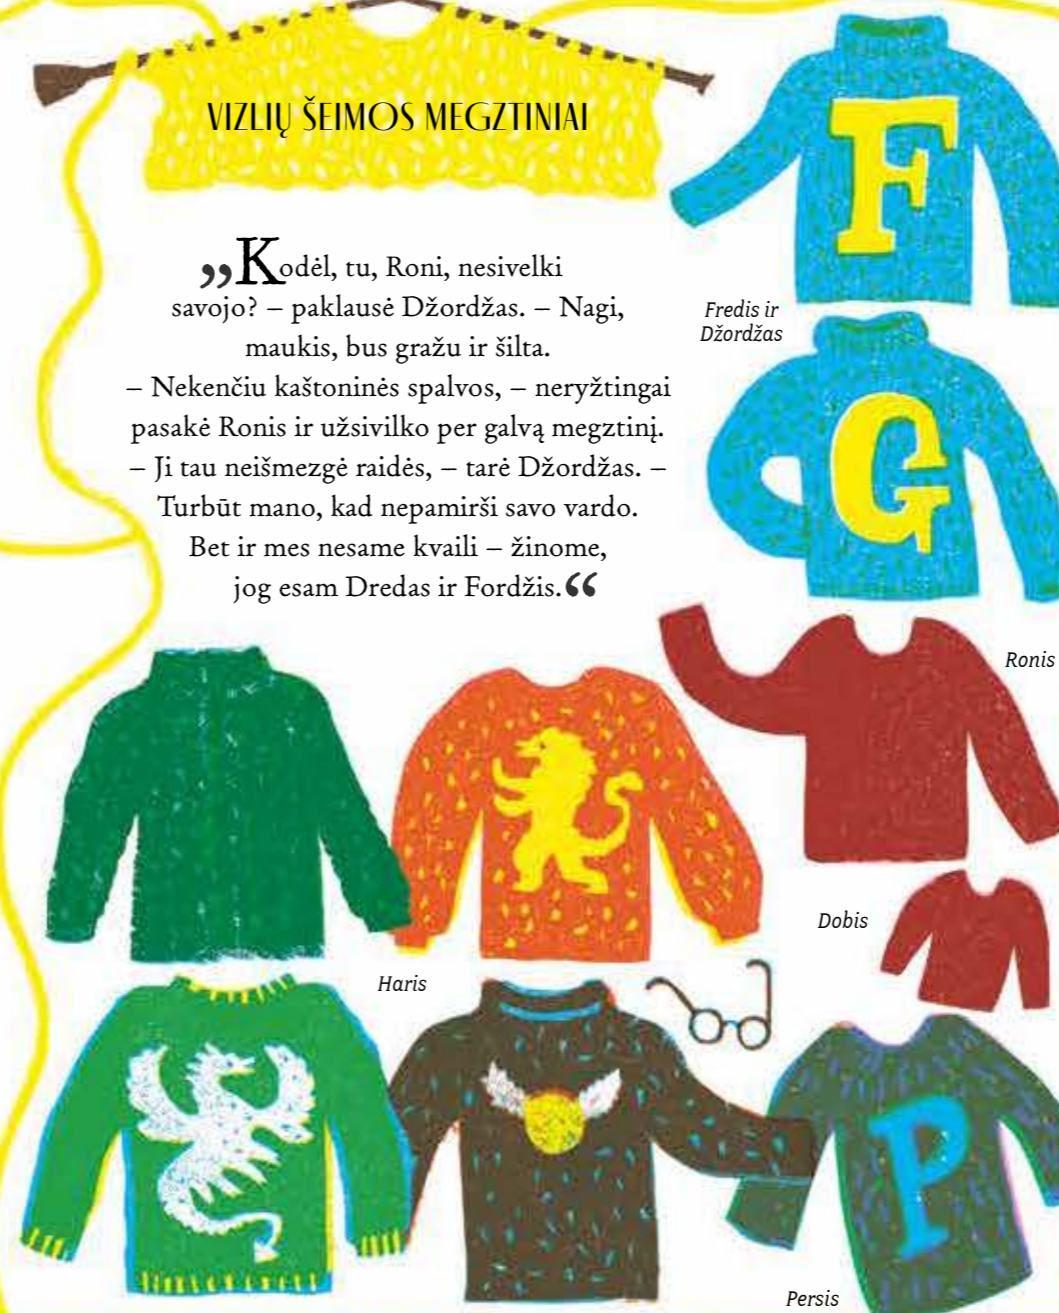 VIZLIŲ ŠEIMOS MEGZTINIAI
„Kodėl, tu, Roni, nesivelki
savojo? – paklausė Džordžas. – Nagi,
maukis, bus gražu ir šilta.
– Nekenčiu kaštoninės spalvos, – neryžtingai
pasakė Ronis ir užsivilko per galvą megztinį.
– Ji tau neišmezgė raidės, – tarė Džordžas. –
Turbūt mano, kad nepamirši savo vardo.
Bet ir mes nesame kvaili – žinome,
jog esam Dredas ir Fordžis.“
F
Fredis ir
Džordžas
G
Ronis
Dobis
Haris
P
Persis